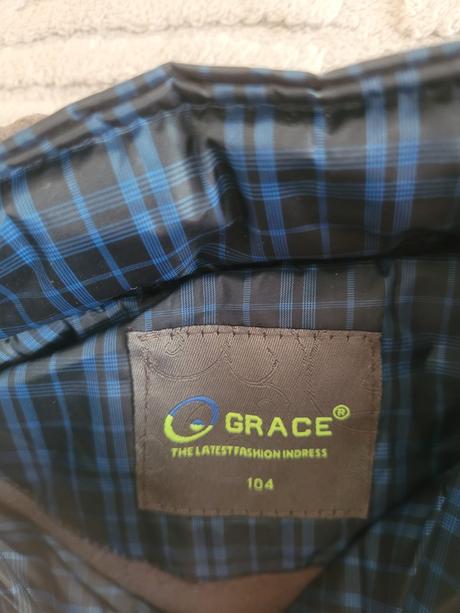 GRACE®
THE LATEST FASHION INDRESS
104